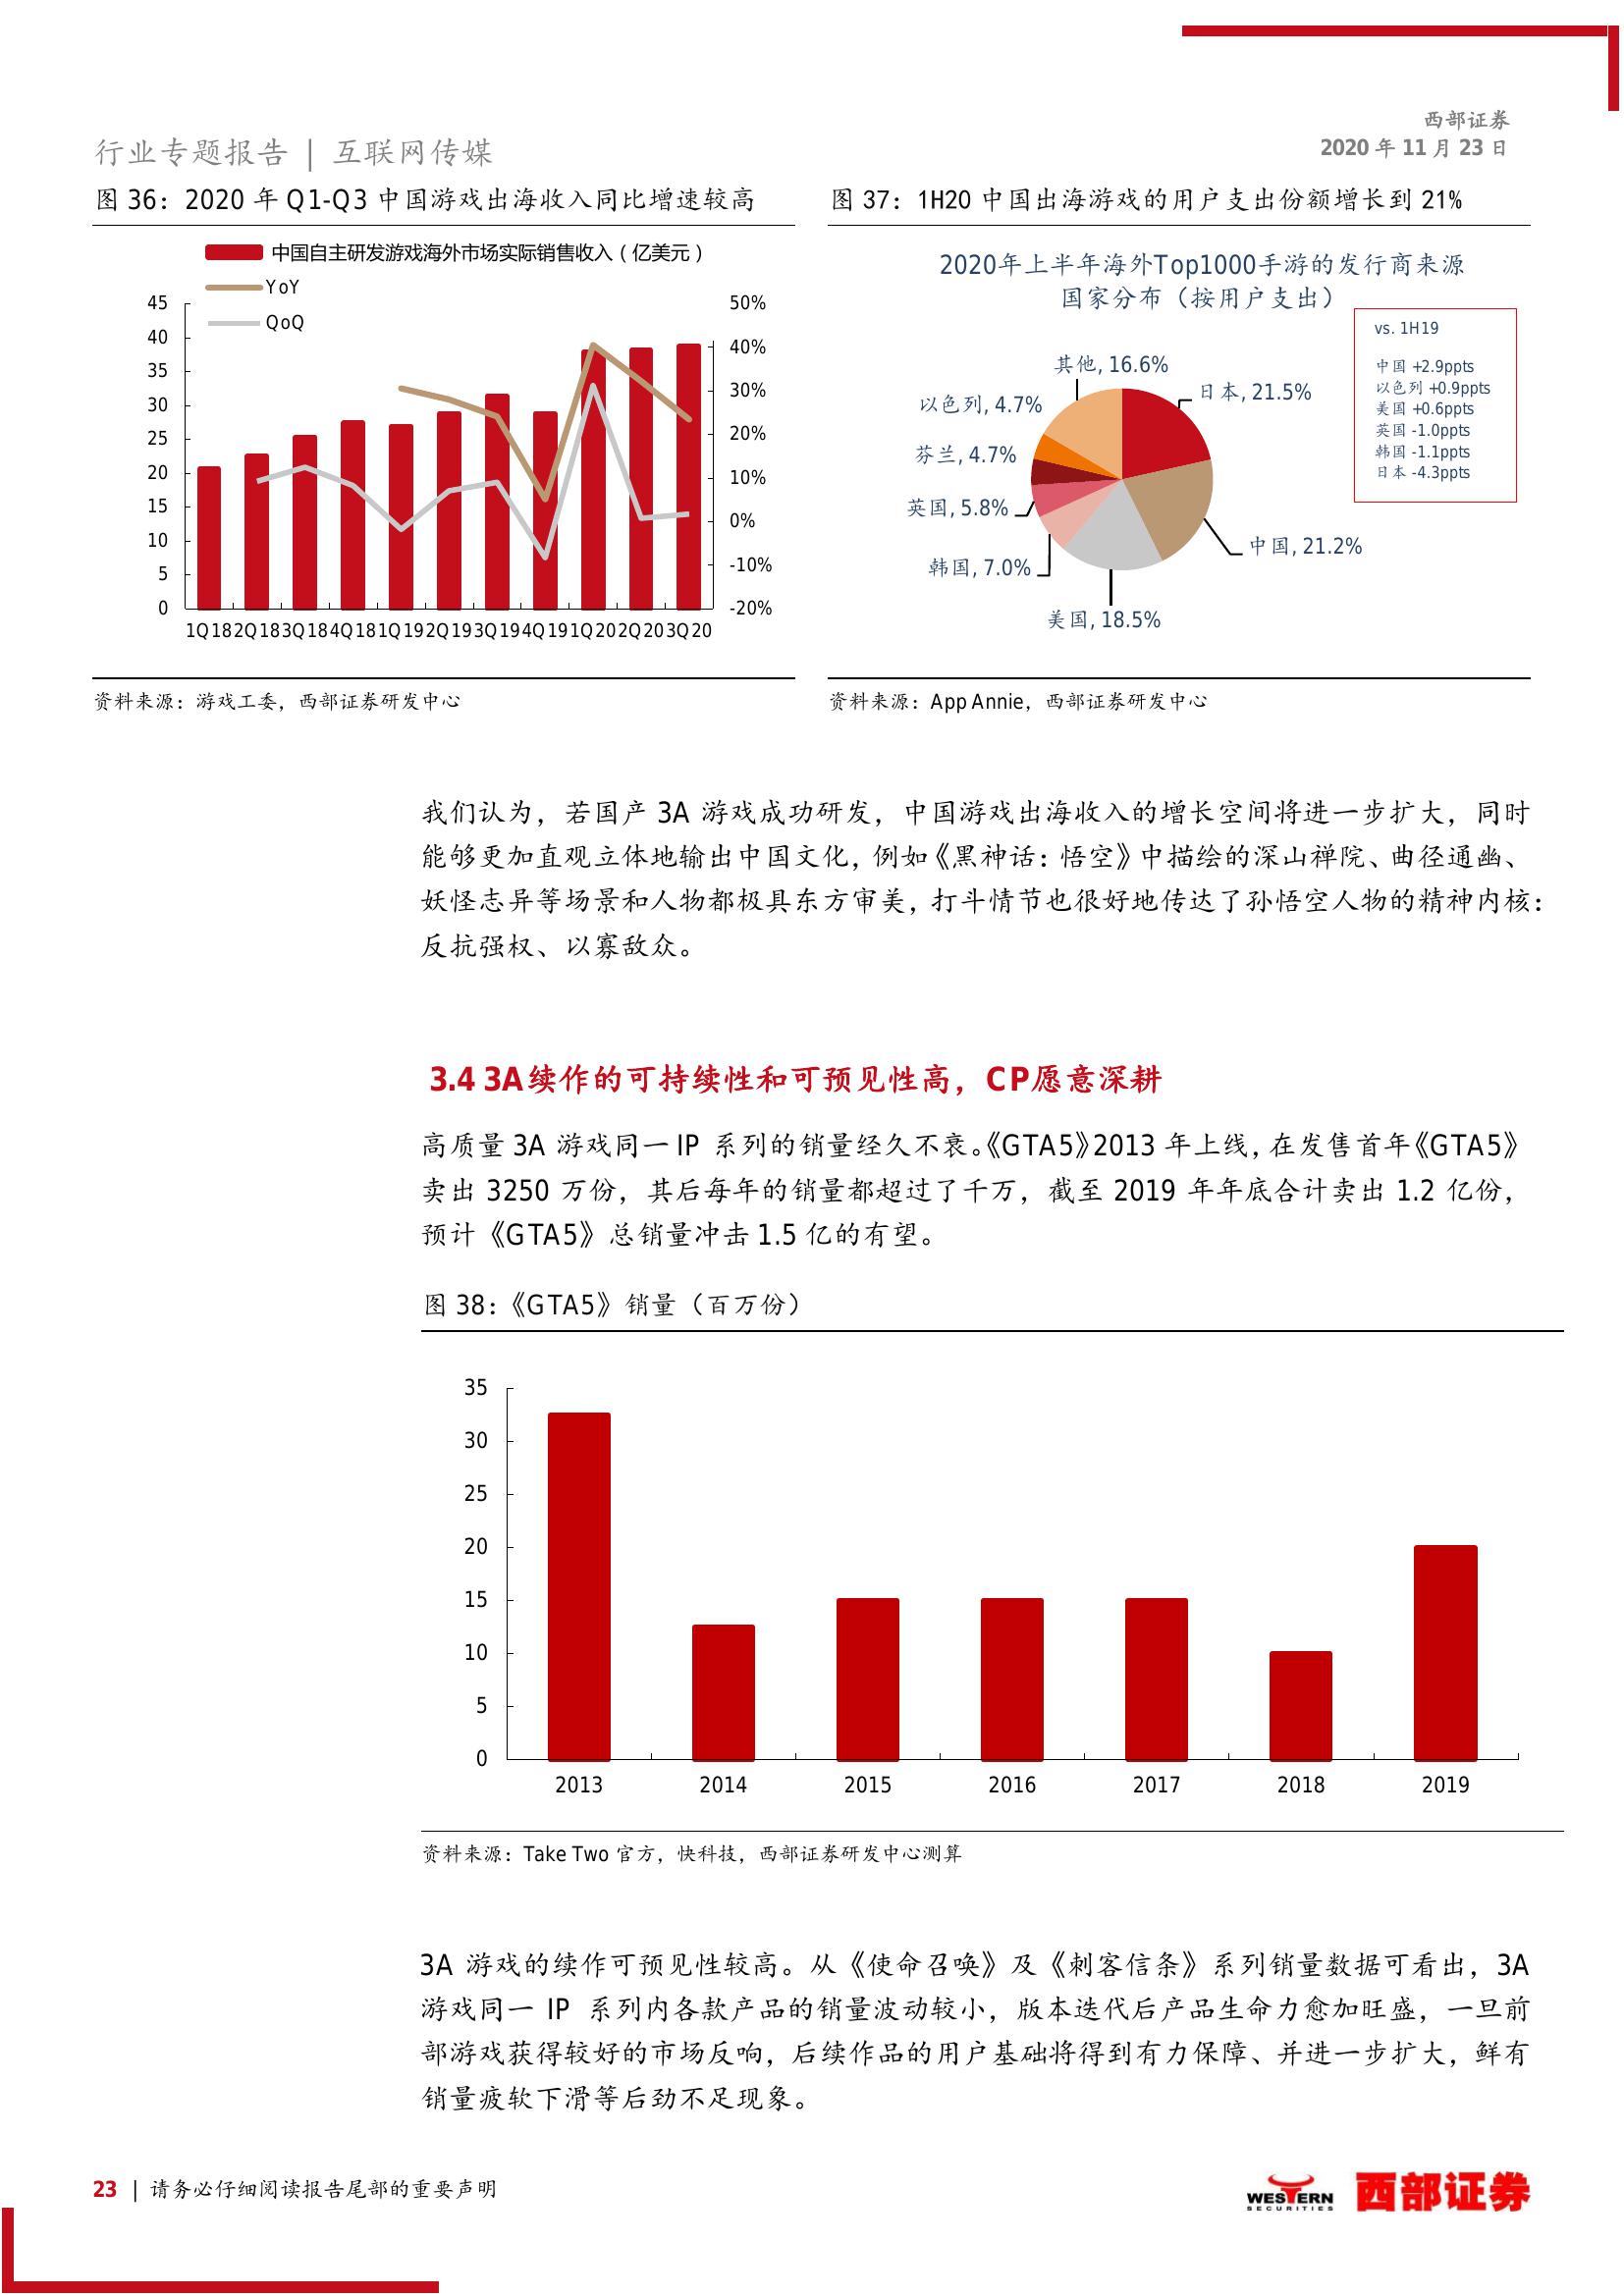 西部证券
2020 年 11 月 23 日
行业专题报告 | 互联网传媒
图 36：2020 年 Q1-Q3 中国游戏出海收入同比增速较高
中国自主研发游戏海外市场实际销售收入（亿美元）
YoY
QoQ
45
40
35
30
25
20
15
10
5
0
50%
40%
30%
20%
10%
0%
-10%
-20%
1Q 18 2Q 18 3Q 18 4Q 18 1Q 19 2Q 19 3Q 19 4Q 19 1Q 20 2Q 20 3Q 20
资料来源：游戏工委，西部证券研发中心
图 37：1H20 中国出海游戏的用户支出份额增长到 21%
2020年上半年海外Top1000手游的发行商来源
国家分布（按用户支出）
vs. 1H19
中国 +2.9ppts
以色列 +0.9ppts
美国 +0.6ppts
英国 -1.0ppts
韩国 -1.1ppts
日本 -4.3ppts
其他, 16.6%
日本, 21.5%
以色列, 4.7%
芬兰, 4.7%
英国, 5.8%
中国, 21.2%
韩国, 7.0%
美国, 18.5%
资料来源：App Annie，西部证券研发中心
我们认为，若国产 3A 游戏成功研发，中国游戏出海收入的增长空间将进一步扩大，同时
能够更加直观立体地输出中国文化，例如《黑神话：悟空》中描绘的深山禅院、曲径通幽、
妖怪志异等场景和人物都极具东方审美，打斗情节也很好地传达了孙悟空人物的精神内核：
反抗强权、以寡敌众。
3.4 3A续作的可持续性和可预见性高，CP愿意深耕
高质量 3A 游戏同一 IP 系列的销量经久不衰。《GTA5》2013 年上线，在发售首年《GTA5》
卖出 3250 万份，其后每年的销量都超过了千万，截至 2019 年年底合计卖出 1.2 亿份，
预计《GTA5》总销量冲击 1.5 亿的有望。
图 38：《GTA5》销量（百万份）
35
30
25
20
15
10
5
0
2013 2014 2015 2016 2017 2018 2019
资料来源：Take Two 官方，快科技，西部证券研发中心测算
3A 游戏的续作可预见性较高。从《使命召唤》及《刺客信条》系列销量数据可看出，3A
游戏同一 IP 系列内各款产品的销量波动较小，版本迭代后产品生命力愈加旺盛，一旦前
部游戏获得较好的市场反响，后续作品的用户基础将得到有力保障、并进一步扩大，鲜有
销量疲软下滑等后劲不足现象。
23 | 请务必仔细阅读报告尾部的重要声明
WESTERN
SECURITIES
西部证券